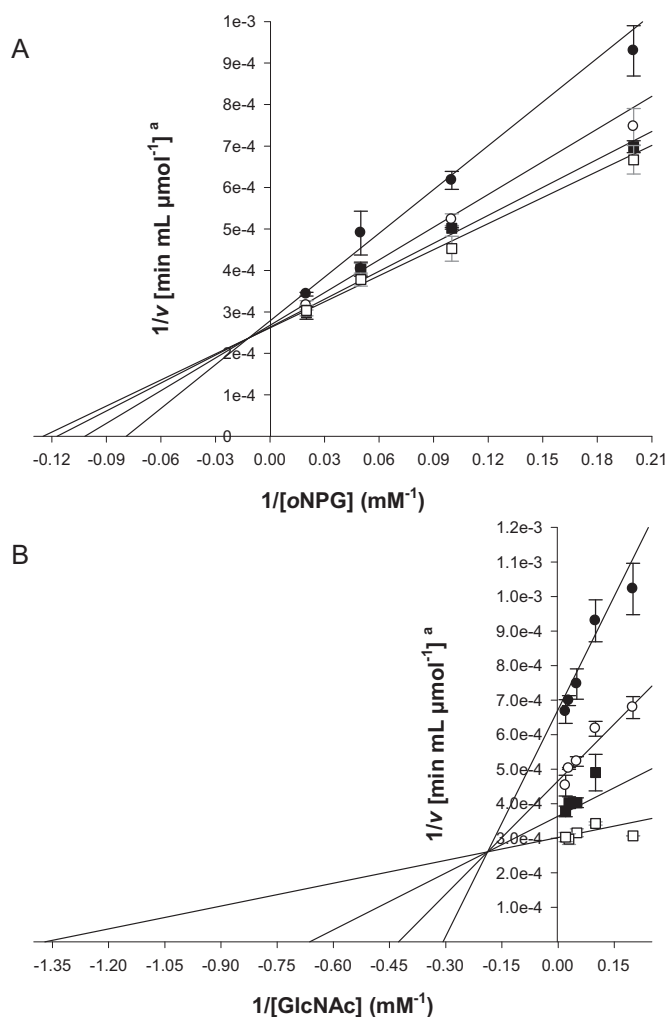 A
1e-3
9e-4
8e-4
7e-4
6e-4
5e-4
4e-4
3e-4
2e-4
1e-4
0
1/v [min mL µmol⁻¹] ᵃ
-0.12 -0.09 -0.06 -0.03 0.00 0.03 0.06 0.09 0.12 0.15 0.18 0.21
1/[oNPG] (mM⁻¹)
B
1.2e-3
1.1e-3
1.0e-3
9.0e-4
8.0e-4
7.0e-4
6.0e-4
5.0e-4
4.0e-4
3.0e-4
2.0e-4
1.0e-4
1/v [min mL µmol⁻¹] ᵃ
-1.35 -1.20 -1.05 -0.90 -0.75 -0.60 -0.45 -0.30 -0.15 0.00 0.15
1/[GlcNAc] (mM⁻¹)